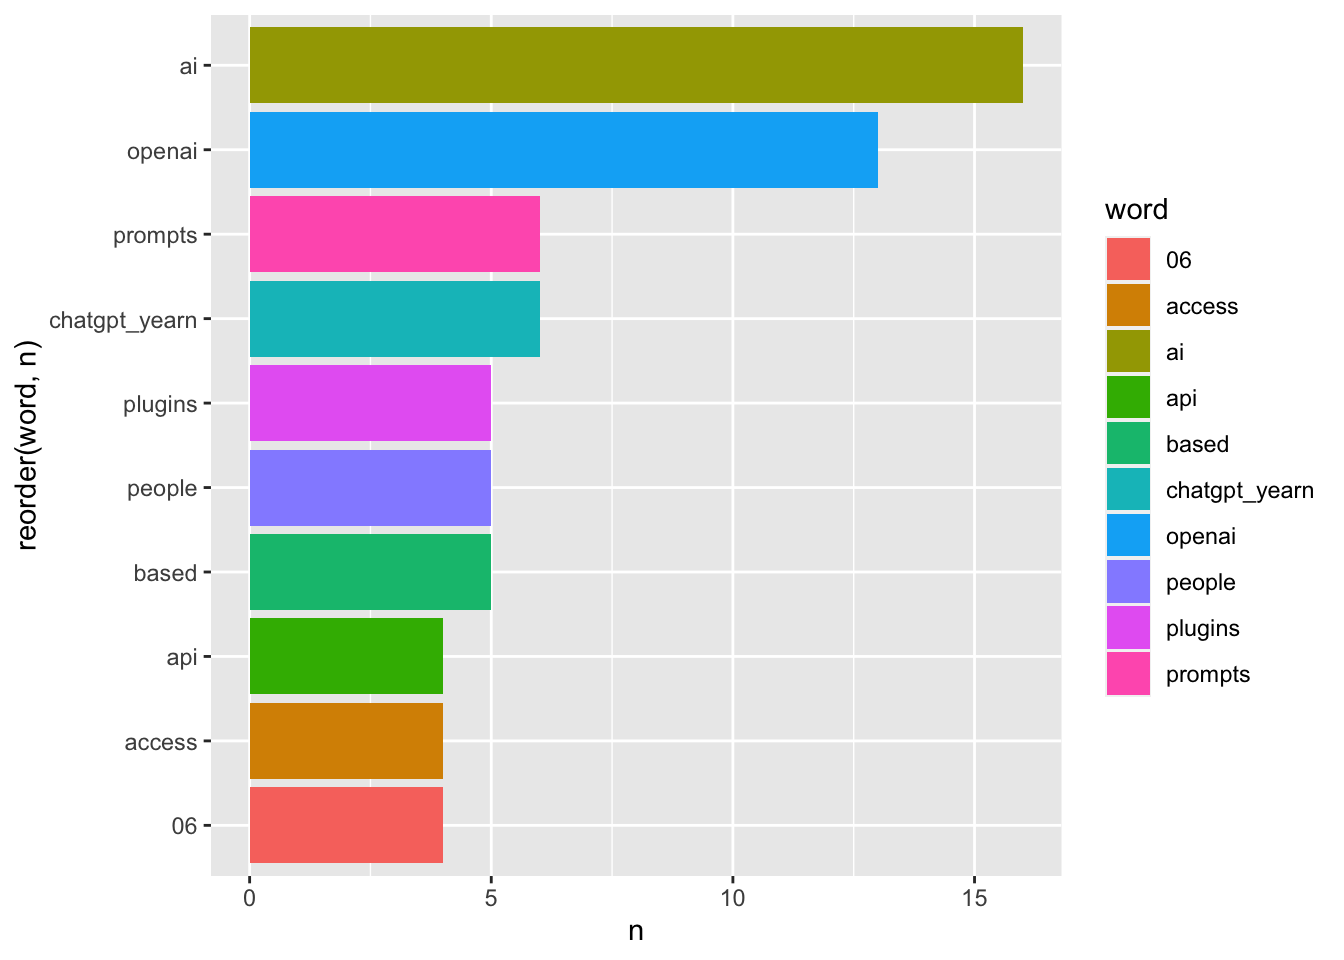 ai
openai
prompts
chatgpt_yearn
plugins
people
based
api
access
06
reorder(word, n)
0 5 10 15
n
word
06
access
ai
api
based
chatgpt_yearn
openai
people
plugins
prompts